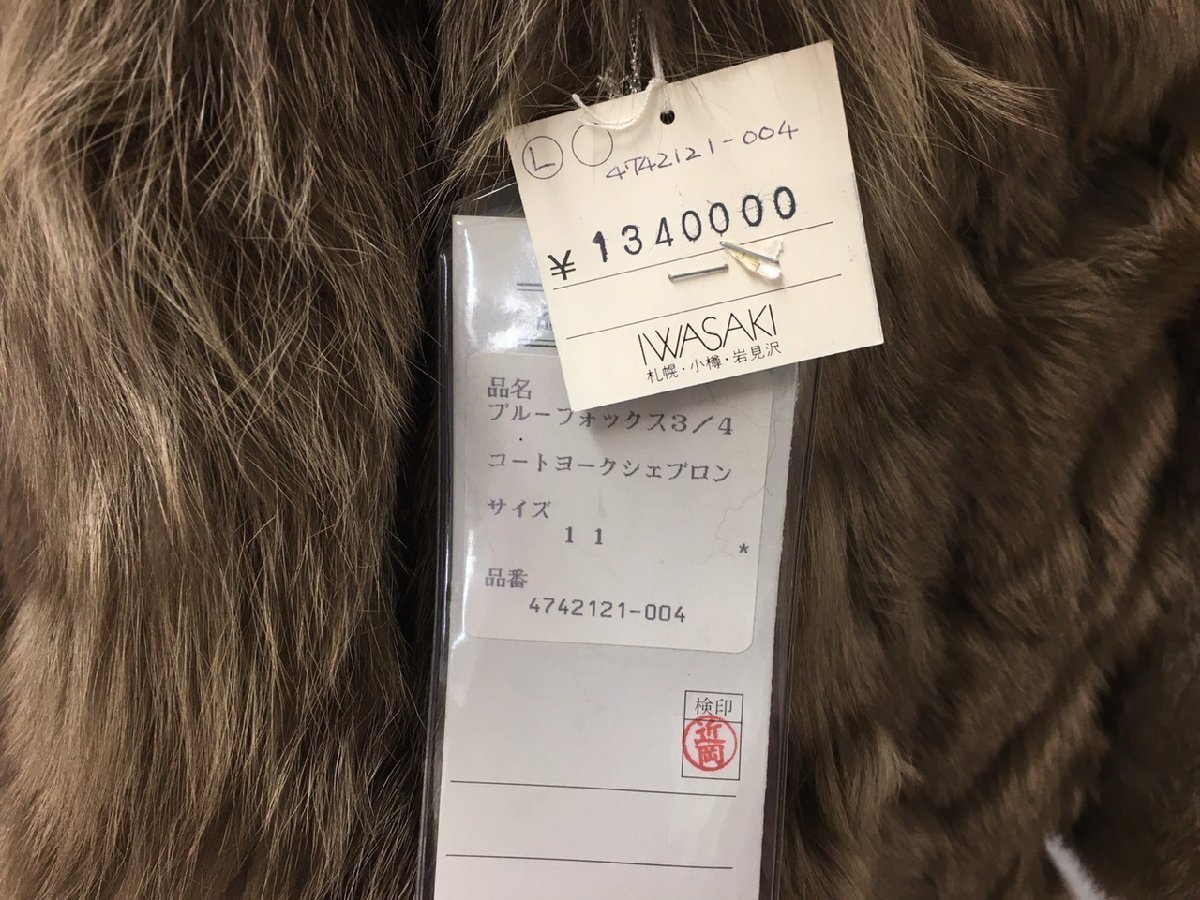 L
4742121-004
¥1340000
IWASAKI
札幌・小樽・岩見沢
品名
ブルーフォックス3/4
コートヨークシェブロン
サイズ
11
*
品番
4742121-004
検印
近岡